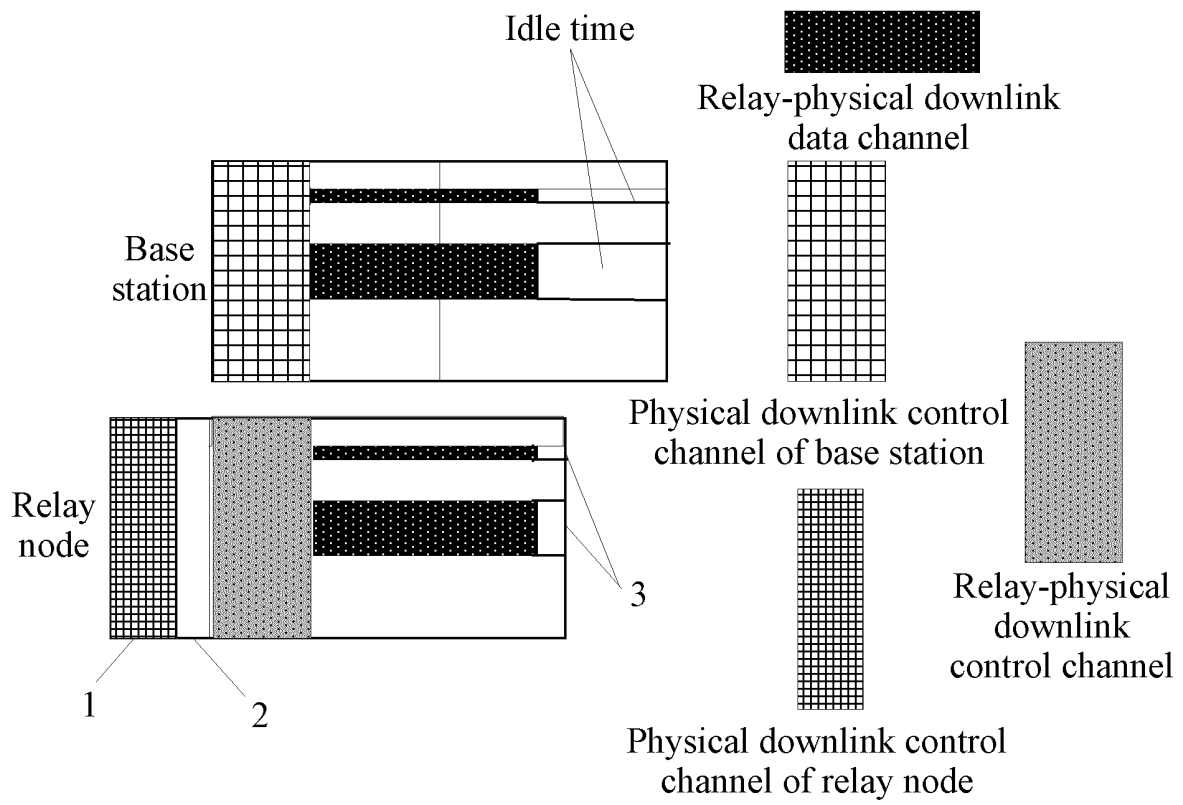 Idle time
Relay-physical downlink
data channel
Base
station
Physical downlink control
channel of base station
Relay
node
3
Relay-physical
downlink
control channel
1
2
Physical downlink control
channel of relay node